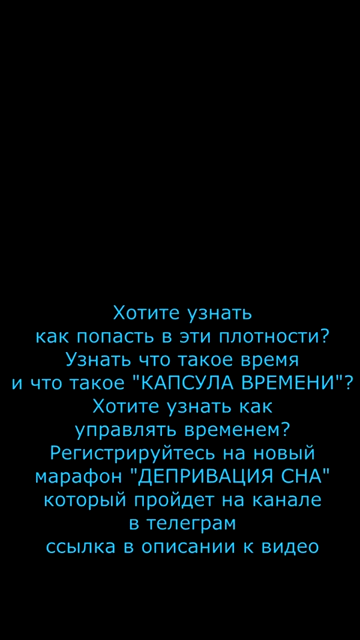 Хотите узнать
как попасть в эти плотности?
Узнать что такое время
и что такое "КАПСУЛА ВРЕМЕНИ"?
Хотите узнать как
управлять временем?
Регистрируйтесь на новый
марафон "ДЕПРИВАЦИЯ СНА"
который пройдет на канале
в телеграм
ссылка в описании к видео